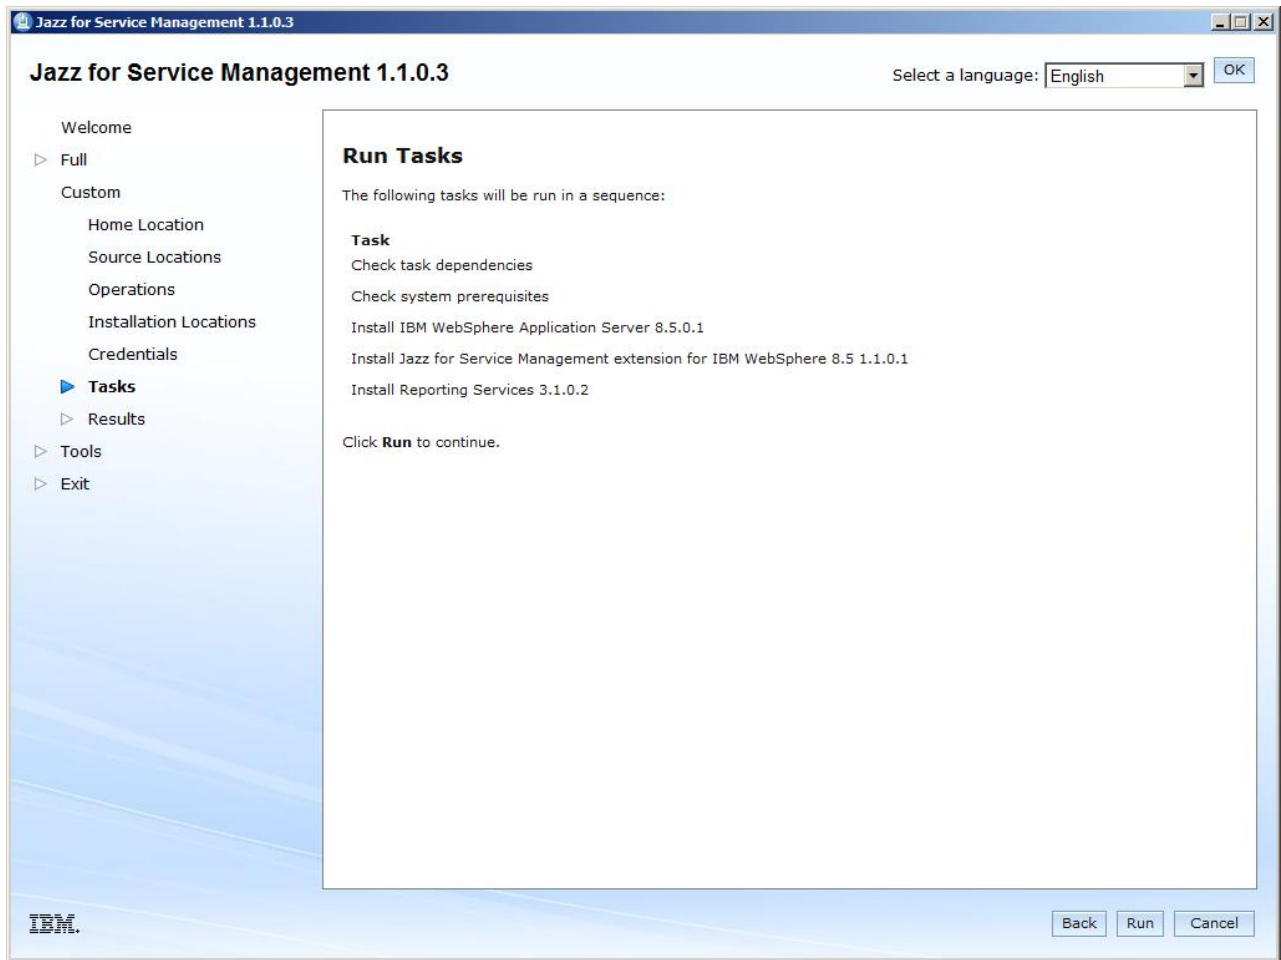 Jazz for Service Management 1.1.0.3
Jazz for Service Management 1.1.0.3
Select a language: English OK
Welcome
Full
Custom
Home Location
Source Locations
Operations
Installation Locations
Credentials
Tasks
Results
Tools
Exit
Run Tasks
The following tasks will be run in a sequence:
Task
Check task dependencies
Check system prerequisites
Install IBM WebSphere Application Server 8.5.0.1
Install Jazz for Service Management extension for IBM WebSphere 8.5 1.1.0.1
Install Reporting Services 3.1.0.2
Click Run to continue.
IBM.
Back Run Cancel